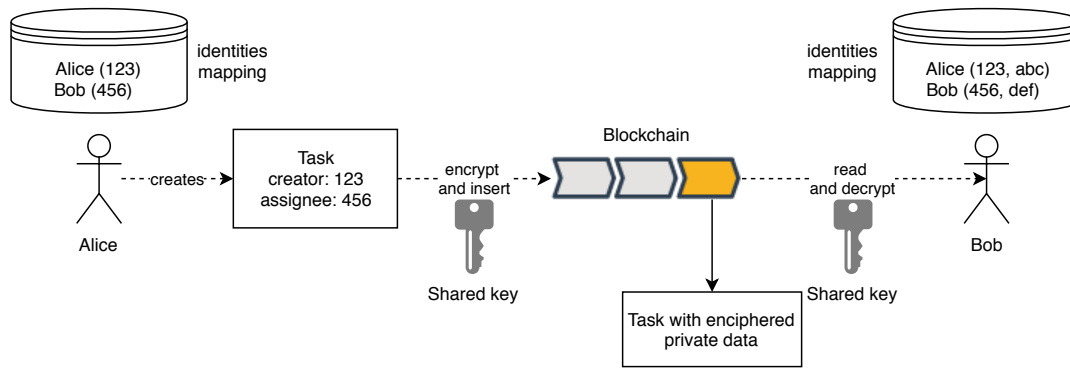 Alice (123)
Bob (456)
identities
mapping
identities
mapping
Alice (123, abc)
Bob (456, def)
Alice
creates
Task
creator: 123
assignee: 456
encrypt
and insert
Shared key
Blockchain
Task with enciphered
private data
read
and decrypt
Shared key
Bob